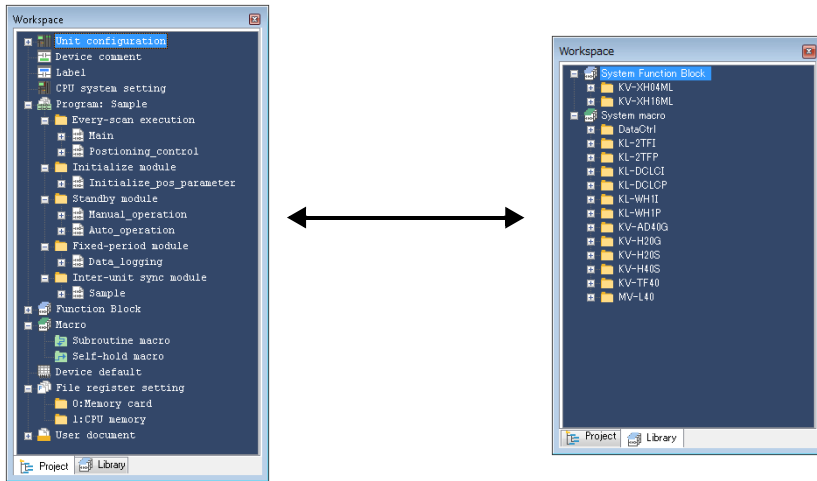 Workspace
Unit configuration
Device comment
Label
CPU system setting
Program: Sample
Every-scan execution
Main
Postioning_control
Initialize module
Initialize_pos_parameter
Standby module
Manual_operation
Auto_operation
Fixed-period module
Data_logging
Inter-unit sync module
Sample
Function Block
Macro
Subroutine macro
Self-hold macro
Device default
File register setting
0:Memory card
1:CPU memory
User document
Project Library
Workspace
System Function Block
KV-XH04ML
KV-XH16ML
System macro
DataCtrl
KL-2TFI
KL-2TFP
KL-DCLCI
KL-DCLCP
KL-WH1I
KL-WH1P
KV-AD40G
KV-H20G
KV-H20S
KV-H40S
KV-TF40
MV-L40
Project Library